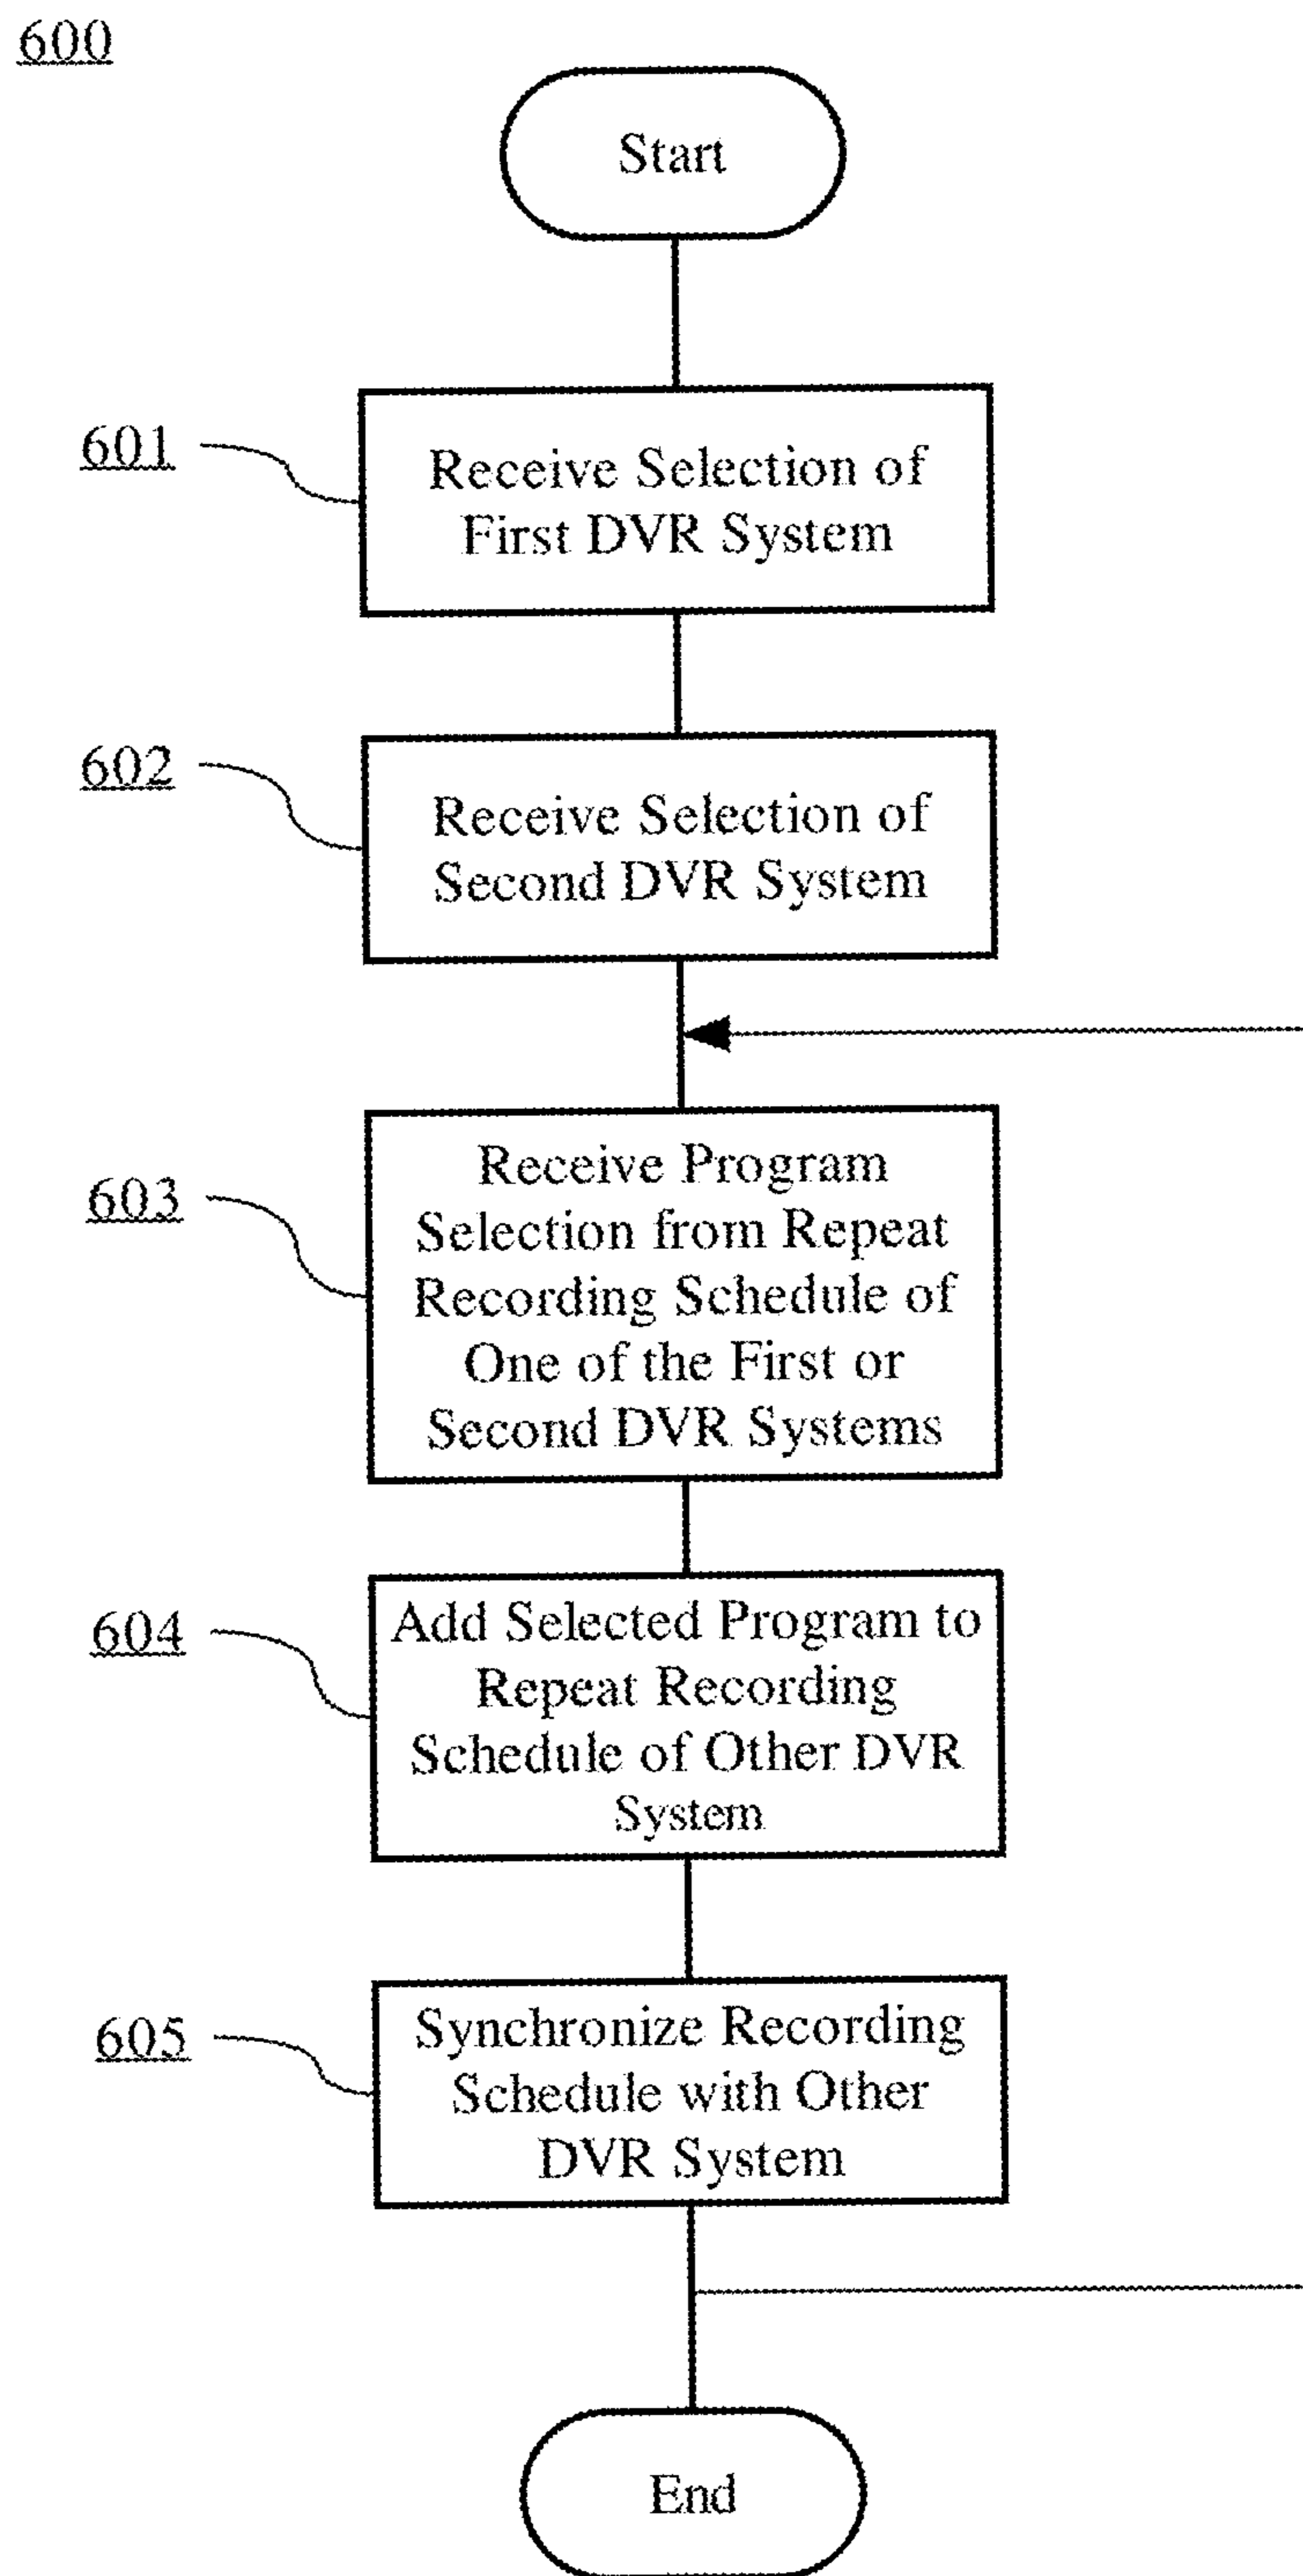 600
Start
601
Receive Selection of
First DVR System
602
Receive Selection of
Second DVR System
603
Receive Program
Selection from Repeat
Recording Schedule of
One of the First or
Second DVR Systems
604
Add Selected Program to
Repeat Recording
Schedule of Other DVR
System
605
Synchronize Recording
Schedule with Other
DVR System
End